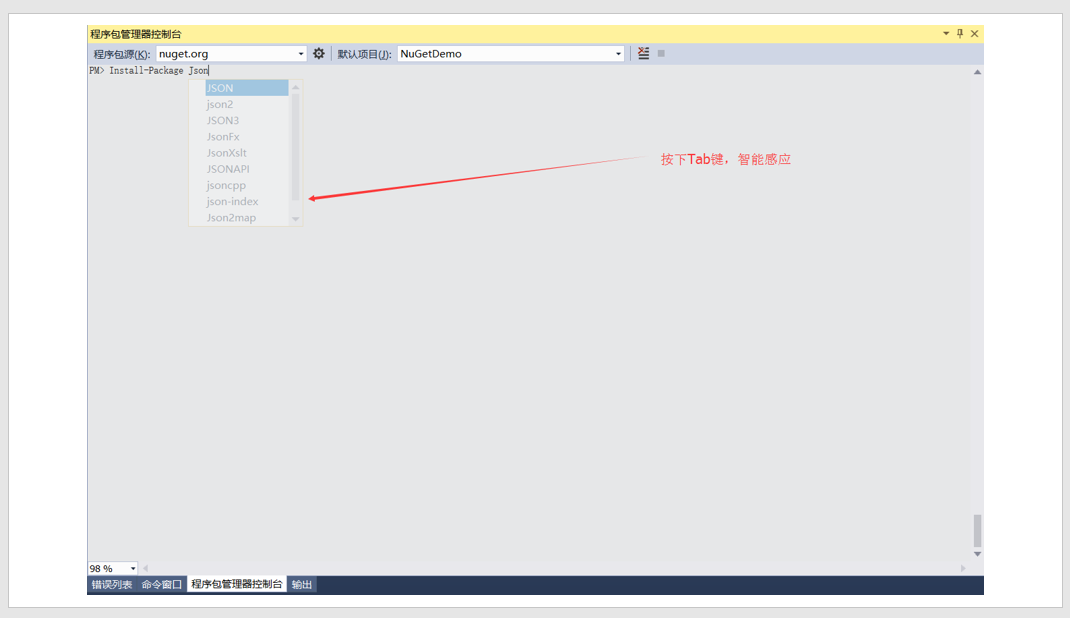 程序包管理器控制台
程序包源(K): nuget.org 默认项目(J): NuGetDemo
PM> Install-Package Json
JSON
json2
JSON3
JsonFx
JsonXslt
JSONAPI
jsoncpp
json-index
Json2map
按下Tab键，智能感应
98 %
错误列表 命令窗口 程序包管理器控制台 输出